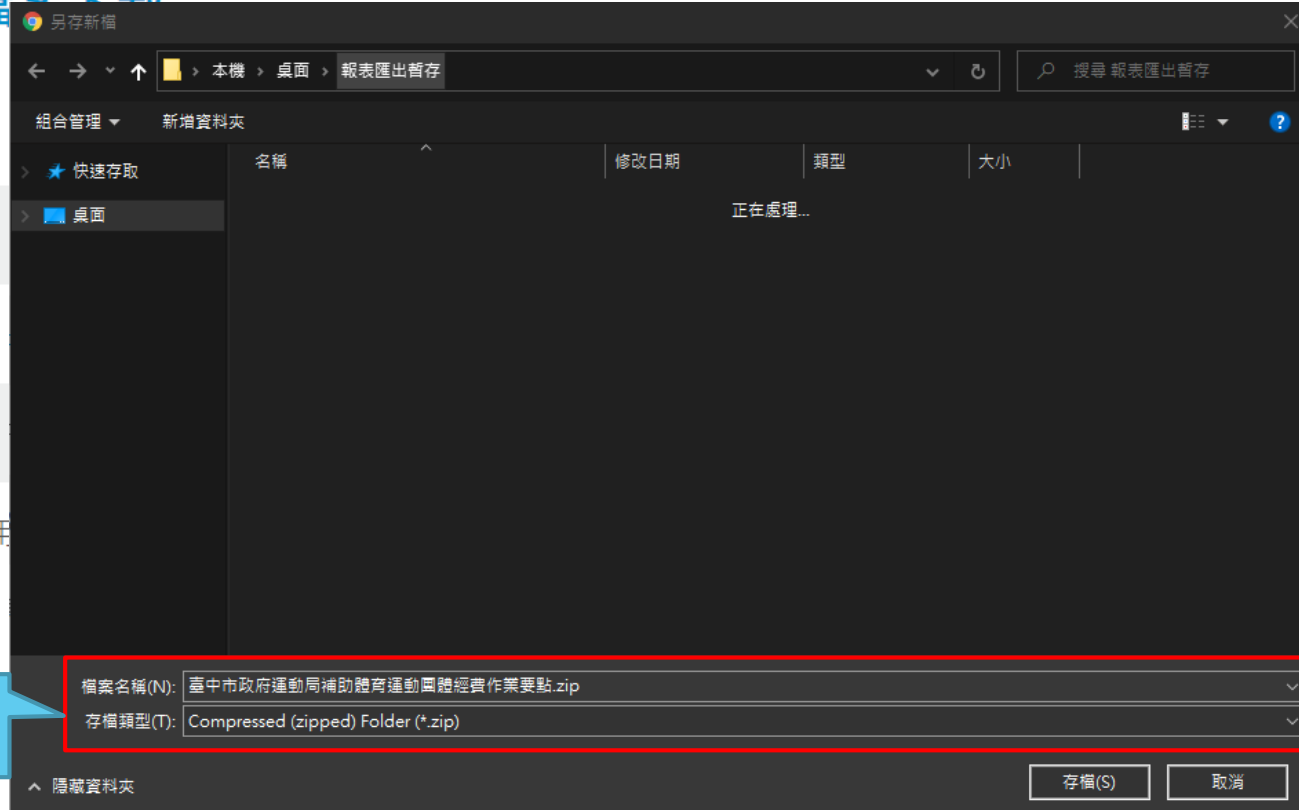 另存新檔
本機 › 桌面 › 報表匯出暫存
搜尋 報表匯出暫存
組合管理 新增資料夾
名稱 修改日期 類型 大小
快速存取
正在處理...
桌面
用
檔案名稱(N): 臺中市政府運動局補助體育運動團體經費作業要點.zip
存檔類型(T): Compressed (zipped) Folder (*.zip)
隱藏資料夾 存檔(S) 取消